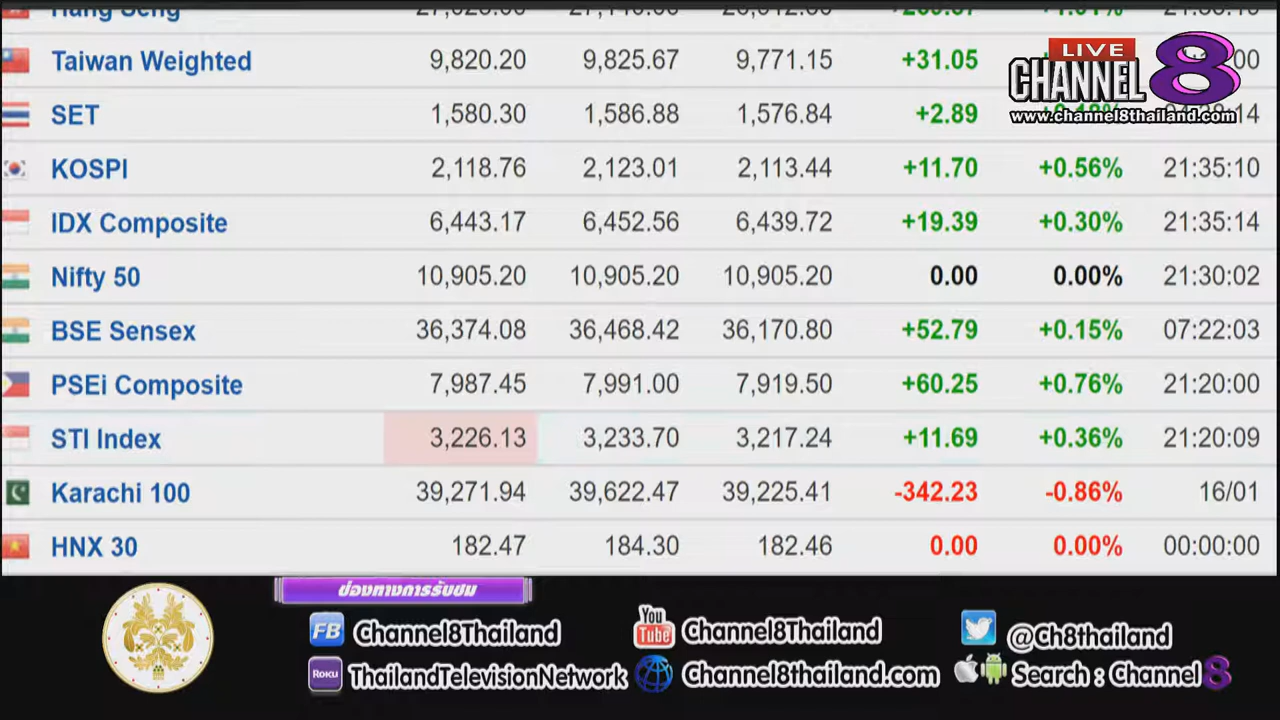 Hang Seng
Taiwan Weighted 9,820.20 9,825.67 9,771.15 +31.05
SET 1,580.30 1,586.88 1,576.84 +2.89
KOSPI 2,118.76 2,123.01 2,113.44 +11.70 +0.56% 21:35:10
IDX Composite 6,443.17 6,452.56 6,439.72 +19.39 +0.30% 21:35:14
Nifty 50 10,905.20 10,905.20 10,905.20 0.00 0.00% 21:30:02
BSE Sensex 36,374.08 36,468.42 36,170.80 +52.79 +0.15% 07:22:03
PSEi Composite 7,987.45 7,991.00 7,919.50 +60.25 +0.76% 21:20:00
STI Index 3,226.13 3,233.70 3,217.24 +11.69 +0.36% 21:20:09
Karachi 100 39,271.94 39,622.47 39,225.41 -342.23 -0.86% 16/01
HNX 30 182.47 184.30 182.46 0.00 0.00% 00:00:00
LIVE
CHANNEL 8
www.channel8thailand.com
ช่องทางการรับชม
FB Channel8Thailand
You Tube Channel8Thailand
@Ch8thailand
ROKU ThailandTelevisionNetwork
Channel8thailand.com
Search : Channel 8